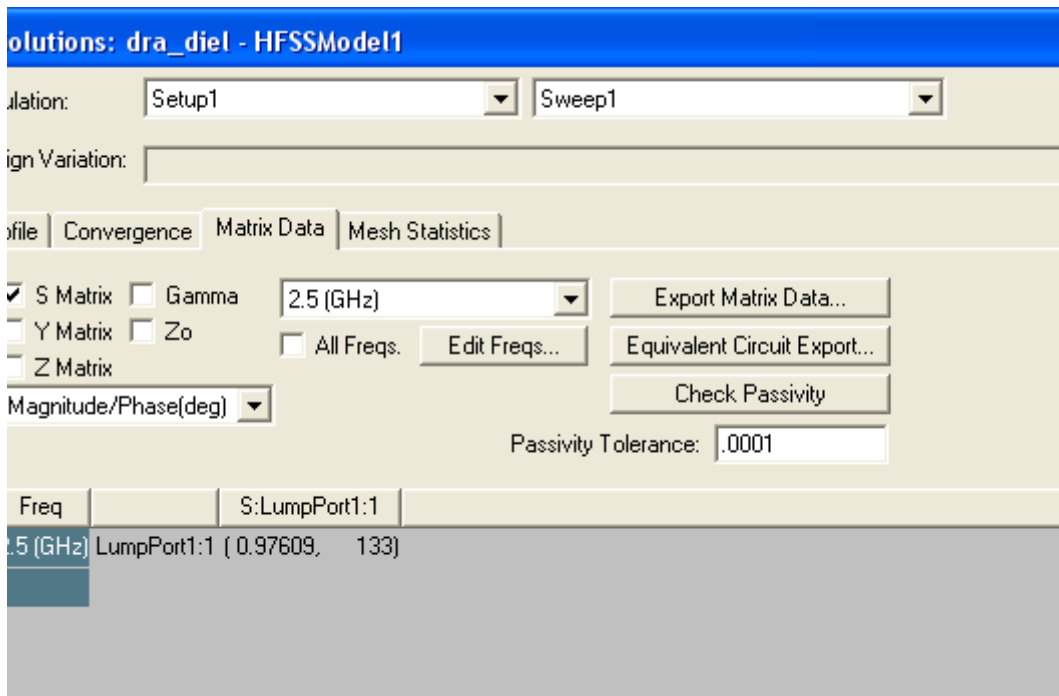 olutions: dra_diel - HFSSModel1
ulation: Setup1 Sweep1
ign Variation:
ofile Convergence Matrix Data Mesh Statistics
S Matrix Gamma 2.5 (GHz) Export Matrix Data...
Y Matrix Zo All Freqs. Edit Freqs... Equivalent Circuit Export...
Z Matrix
Magnitude/Phase(deg) Check Passivity
Passivity Tolerance: .0001
Freq S:LumpPort1:1
2.5 (GHz) LumpPort1:1 ( 0.97609, 133)